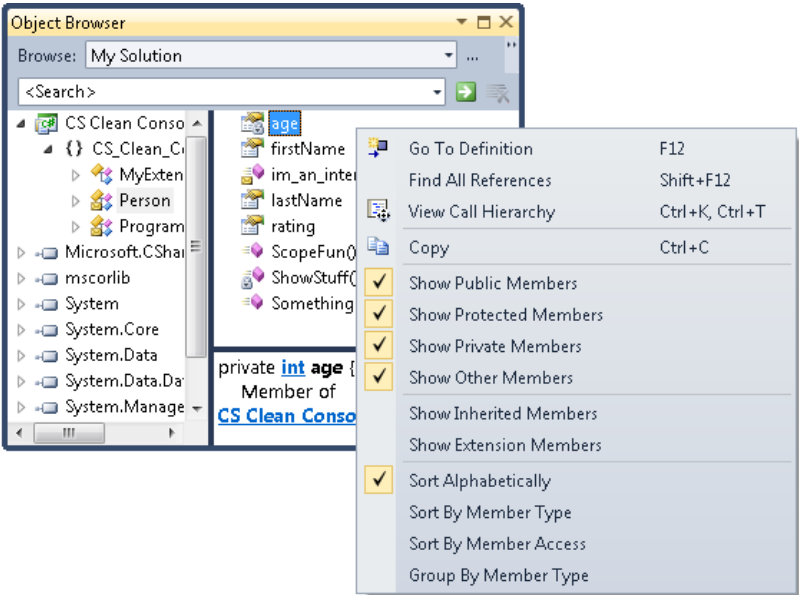 Object Browser
Browse: My Solution ...
<Search>
CS Clean Conso
{} CS_Clean_C
MyExten
Person
Program
Microsoft.CShar
mscorlib
System
System.Core
System.Data
System.Data.Da
System.Manage
age
firstName
im_an_inter
lastName
rating
ScopeFun()
ShowStuff(
Something
private int age {
Member of
CS Clean Conso
Go To Definition F12
Find All References Shift+F12
View Call Hierarchy Ctrl+K, Ctrl+T
Copy Ctrl+C
Show Public Members
Show Protected Members
Show Private Members
Show Other Members
Show Inherited Members
Show Extension Members
Sort Alphabetically
Sort By Member Type
Sort By Member Access
Group By Member Type